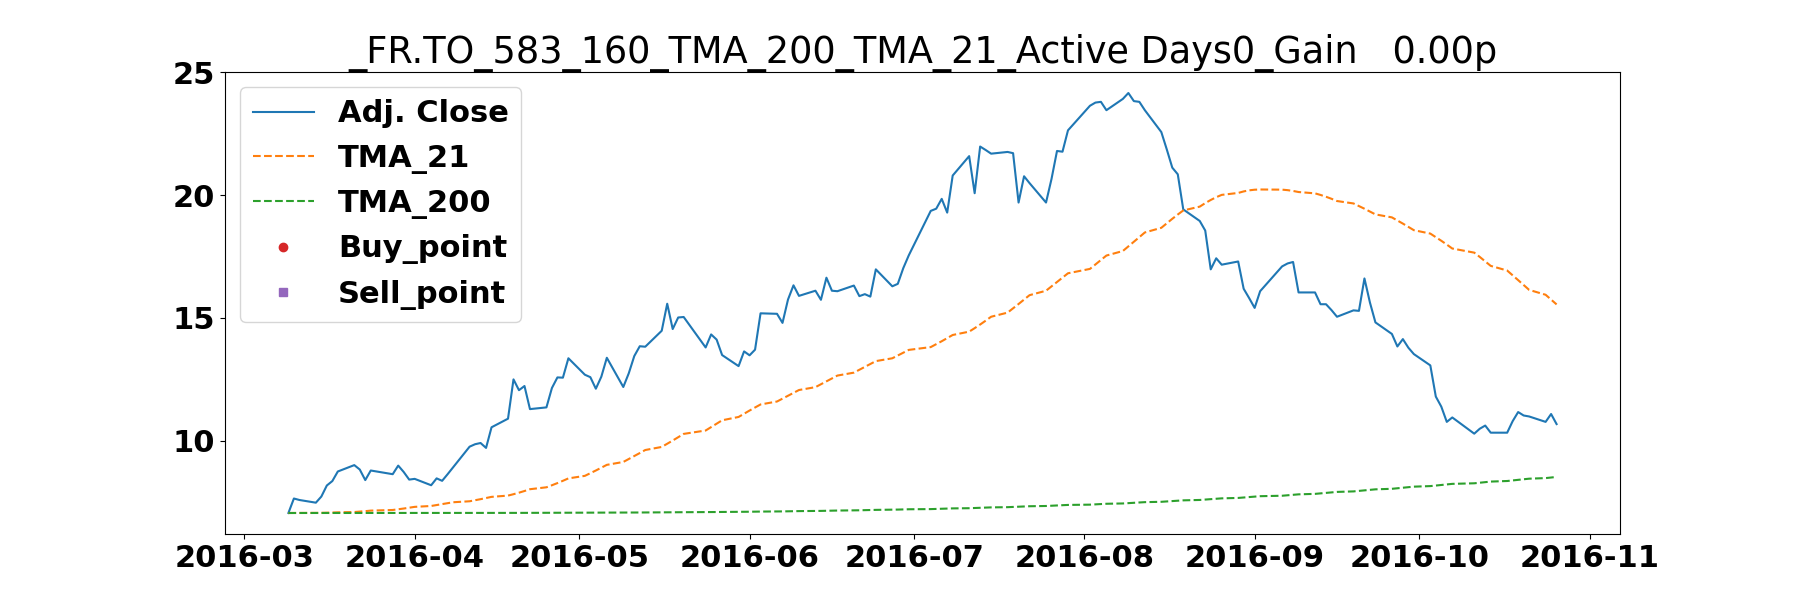 _FR.TO_583_160_TMA_200_TMA_21_Active Days0_Gain   0.00p
25
20
15
10
Adj. Close
TMA_21
TMA_200
Buy_point
Sell_point
2016-03 2016-04 2016-05 2016-06 2016-07 2016-08 2016-09 2016-10 2016-11